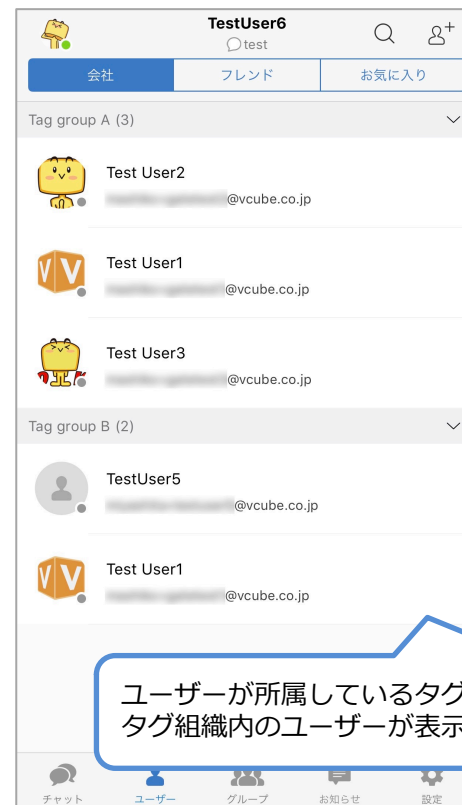 TestUser6
test
会社 フレンド お気に入り
Tag group A (3)
Test User2
@vcube.co.jp
Test User1
@vcube.co.jp
Test User3
@vcube.co.jp
Tag group B (2)
TestUser5
@vcube.co.jp
Test User1
@vcube.co.jp
ユーザーが所属しているタグ
タグ組織内のユーザーが表示
チャット ユーザー グループ お知らせ 設定